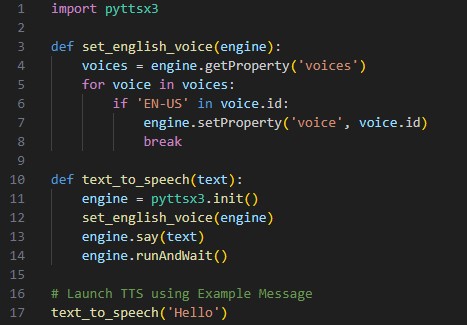 1 import pyttsx3
2
3 def set_english_voice(engine):
4     voices = engine.getProperty('voices')
5     for voice in voices:
6         if 'EN-US' in voice.id:
7             engine.setProperty('voice', voice.id)
8             break
9
10 def text_to_speech(text):
11     engine = pyttsx3.init()
12     set_english_voice(engine)
13     engine.say(text)
14     engine.runAndWait()
15
16 # Launch TTS using Example Message
17 text_to_speech('Hello')